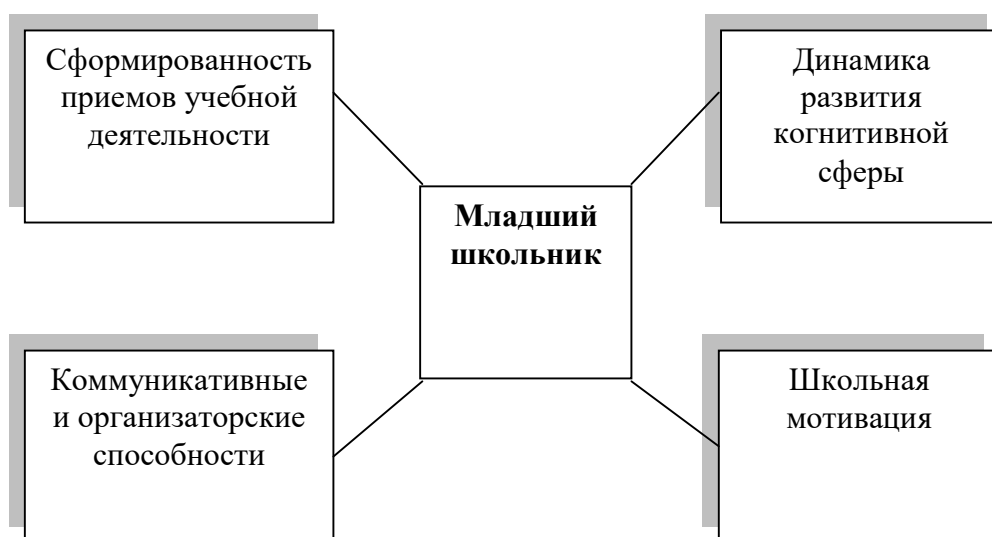 Сформированность
приемов учебной
деятельности
Динамика
развития
когнитивной
сферы
Младший
школьник
Коммуникативные
и организаторские
способности
Школьная
мотивация